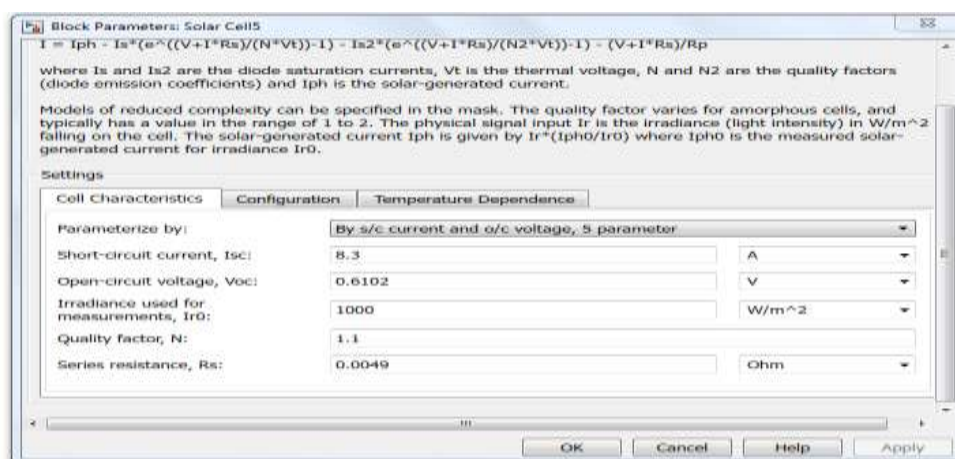 Block Parameters: Solar Cell5
I = Iph - Is*(e^((V+I*Rs)/(N*Vt))-1) - Is2*(e^((V+I*Rs)/(N2*Vt))-1) - (V+I*Rs)/Rp
where Is and Is2 are the diode saturation currents, Vt is the thermal voltage, N and N2 are the quality factors
(diode emission coefficients) and Iph is the solar-generated current.
Models of reduced complexity can be specified in the mask. The quality factor varies for amorphous cells, and
typically has a value in the range of 1 to 2. The physical signal input Ir is the irradiance (light intensity) in W/m^2
falling on the cell. The solar-generated current Iph is given by Ir*(Iph0/Ir0) where Iph0 is the measured solar-
generated current for irradiance Ir0.
Settings
Cell Characteristics Configuration Temperature Dependence
Parameterize by: By s/c current and o/c voltage, 5 parameter
Short-circuit current, Isc: 8.3 A
Open-circuit voltage, Voc: 0.6102 V
Irradiance used for
measurements, Ir0: 1000 W/m^2
Quality factor, N: 1.1
Series resistance, Rs: 0.0049 Ohm
OK Cancel Help Apply